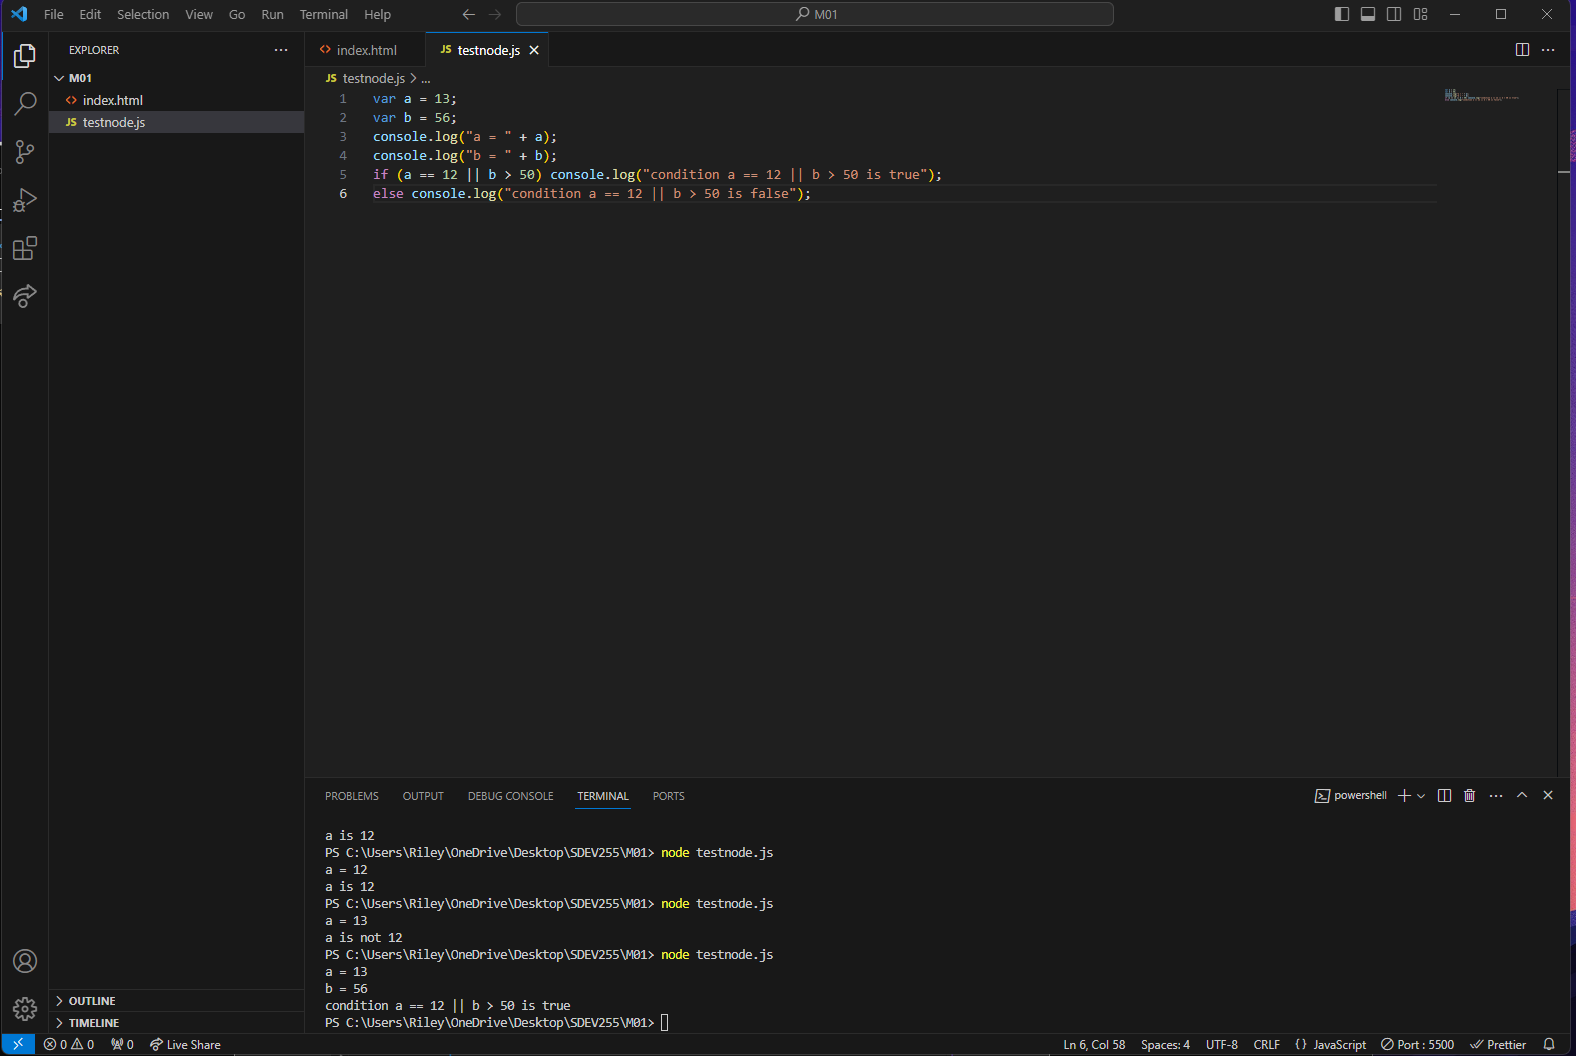 File Edit Selection View Go Run Terminal Help
M01
EXPLORER
M01
index.html
JS testnode.js
index.html
JS testnode.js
JS testnode.js > ...
1 var a = 13;
2 var b = 56;
3 console.log("a = " + a);
4 console.log("b = " + b);
5 if (a == 12 || b > 50) console.log("condition a == 12 || b > 50 is true");
6 else console.log("condition a == 12 || b > 50 is false");
PROBLEMS OUTPUT DEBUG CONSOLE TERMINAL PORTS
powershell
a is 12
PS C:\Users\Riley\OneDrive\Desktop\SDEV255\M01> node testnode.js
a = 12
a is 12
PS C:\Users\Riley\OneDrive\Desktop\SDEV255\M01> node testnode.js
a = 13
a is not 12
PS C:\Users\Riley\OneDrive\Desktop\SDEV255\M01> node testnode.js
a = 13
b = 56
condition a == 12 || b > 50 is true
PS C:\Users\Riley\OneDrive\Desktop\SDEV255\M01>
OUTLINE
TIMELINE
0 0 0 Live Share
Ln 6, Col 58 Spaces: 4 UTF-8 CRLF {} JavaScript Port : 5500 Prettier